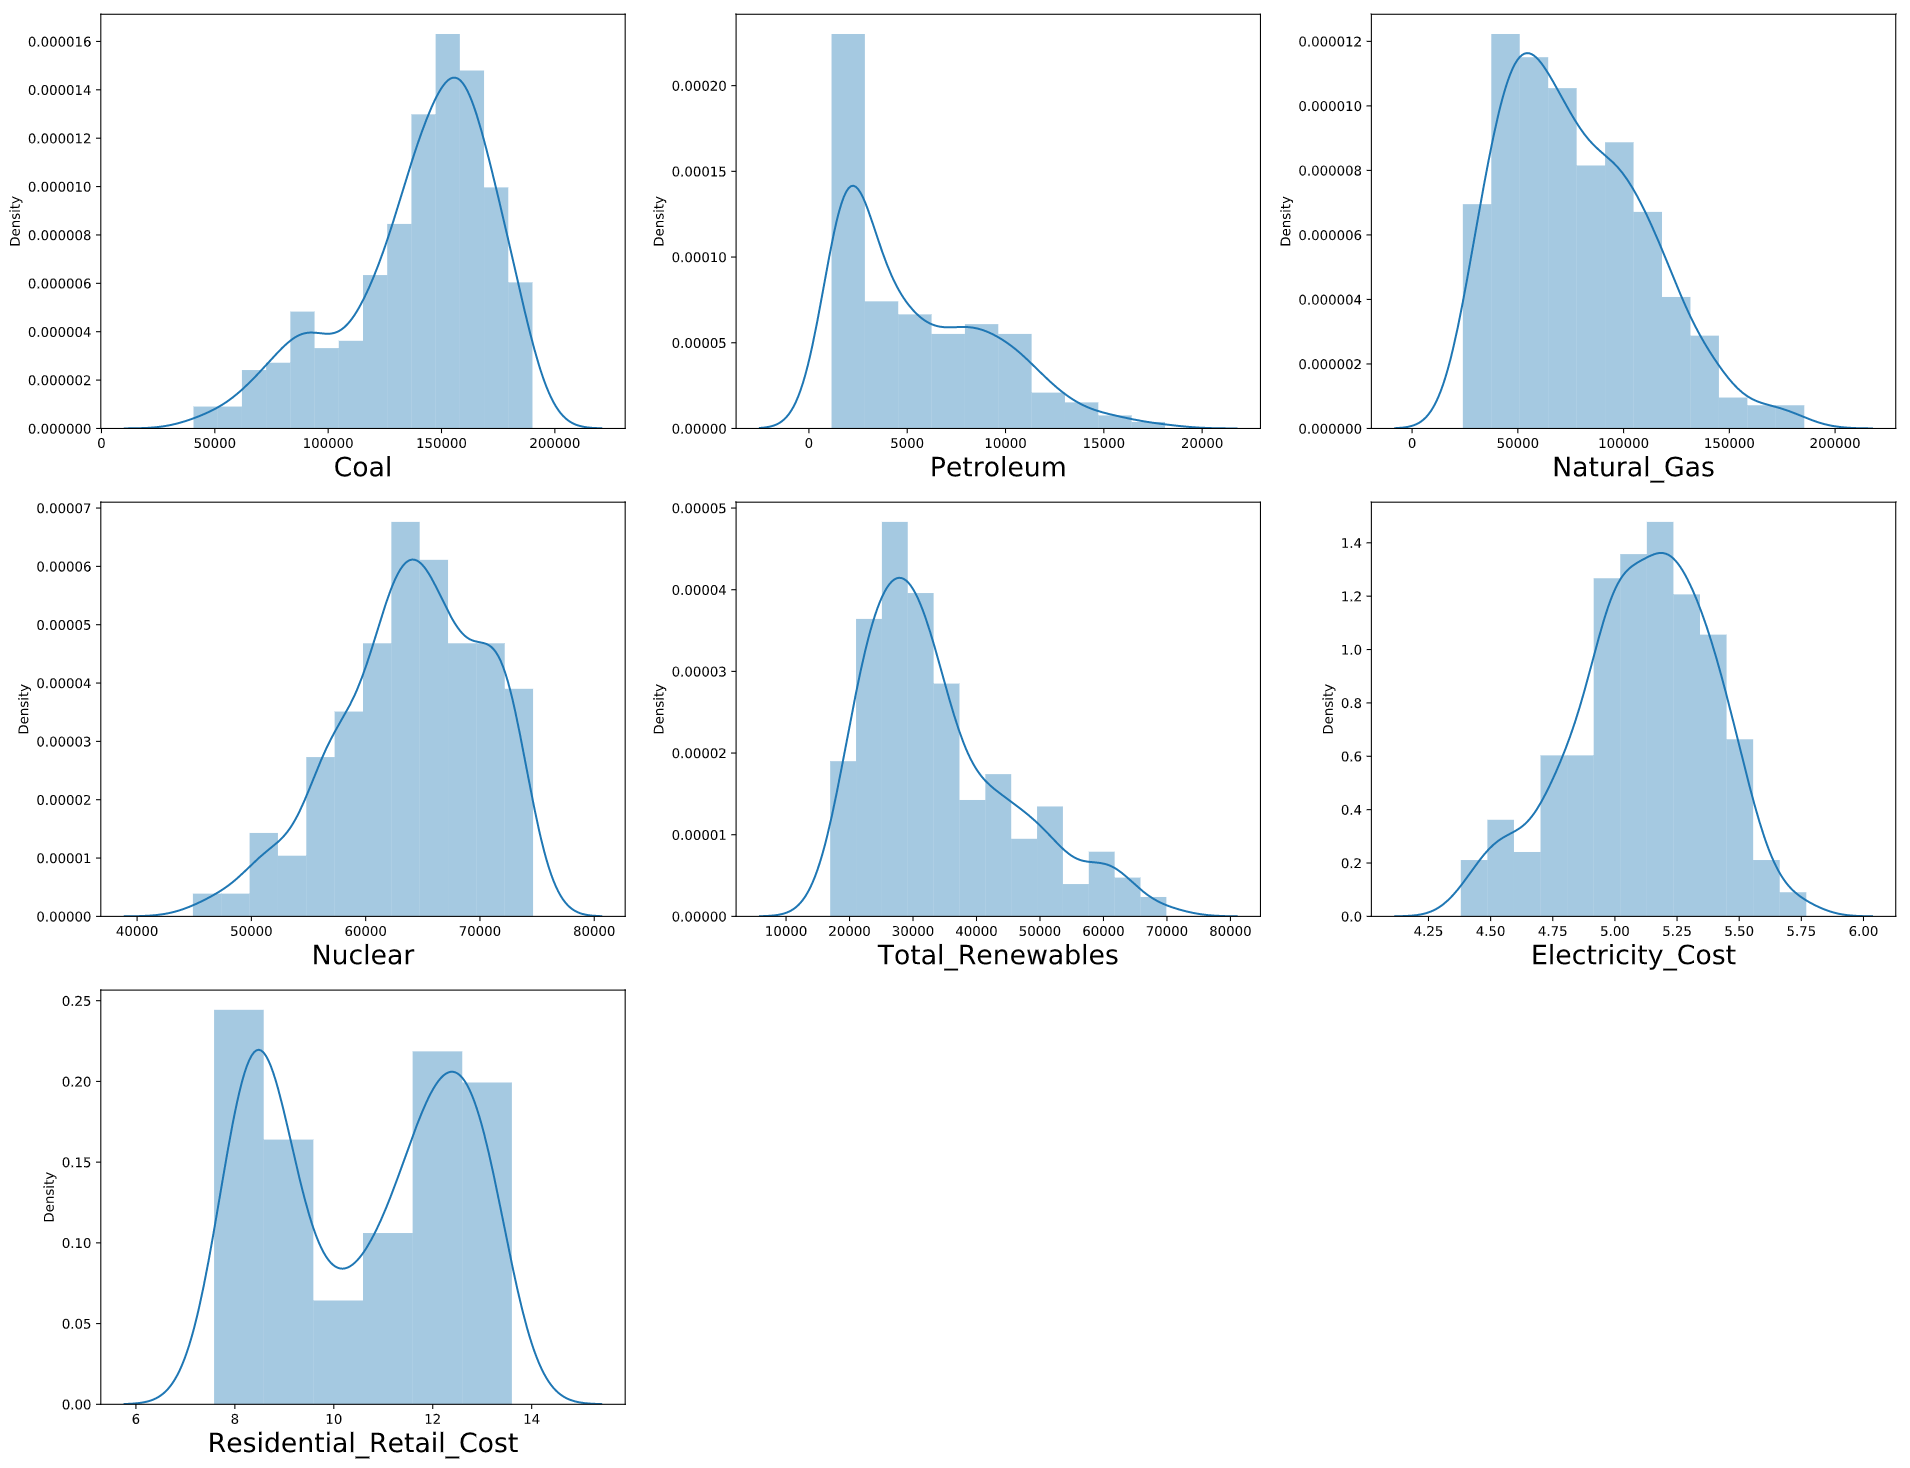 0.000016
0.000014
0.000012
0.000010
0.000008
0.000006
0.000004
0.000002
0.000000
Density
0 50000 100000 150000 200000
Coal
0.00020
0.00015
0.00010
0.00005
0.00000
Density
0 5000 10000 15000 20000
Petroleum
0.000012
0.000010
0.000008
0.000006
0.000004
0.000002
0.000000
Density
0 50000 100000 150000 200000
Natural_Gas
0.00007
0.00006
0.00005
0.00004
0.00003
0.00002
0.00001
0.00000
Density
40000 50000 60000 70000 80000
Nuclear
0.00005
0.00004
0.00003
0.00002
0.00001
0.00000
Density
10000 20000 30000 40000 50000 60000 70000 80000
Total_Renewables
1.4
1.2
1.0
0.8
0.6
0.4
0.2
0.0
Density
4.25 4.50 4.75 5.00 5.25 5.50 5.75 6.00
Electricity_Cost
0.25
0.20
0.15
0.10
0.05
0.00
Density
6 8 10 12 14
Residential_Retail_Cost